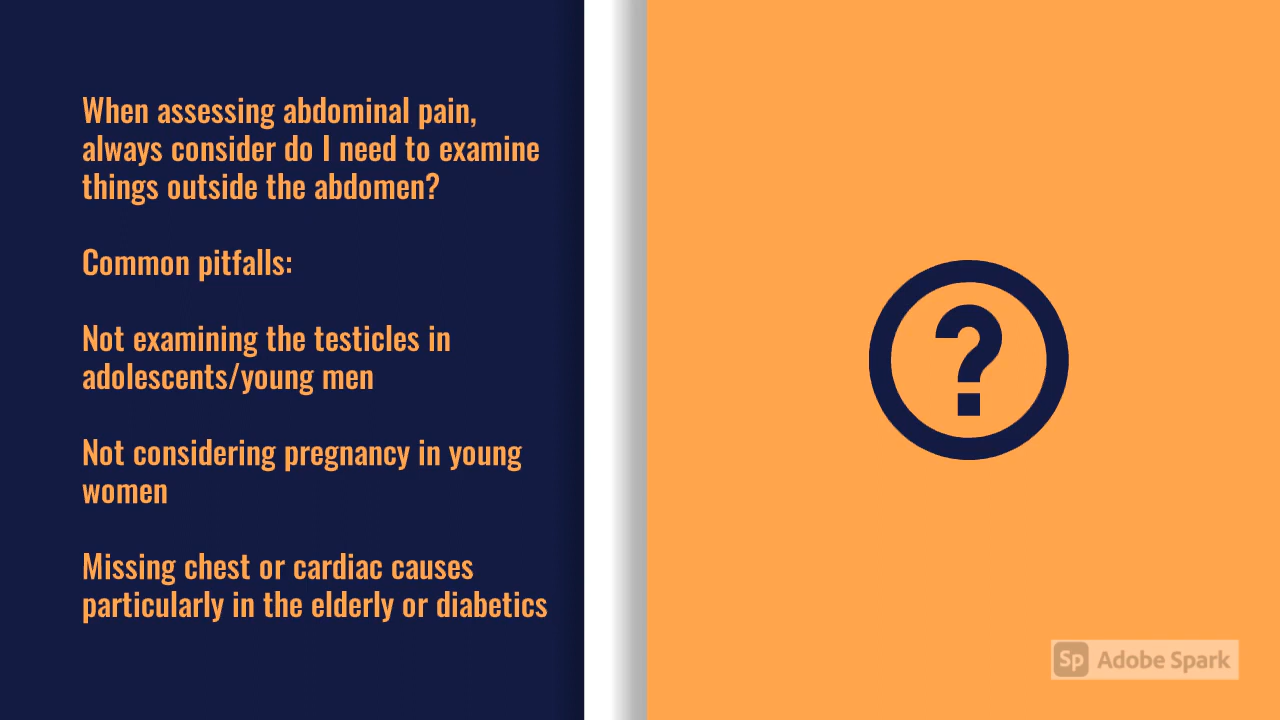 When assessing abdominal pain,
always consider do I need to examine
things outside the abdomen?
Common pitfalls:
Not examining the testicles in
adolescents/young men
Not considering pregnancy in young
women
Missing chest or cardiac causes
particularly in the elderly or diabetics
?
Sp Adobe Spark